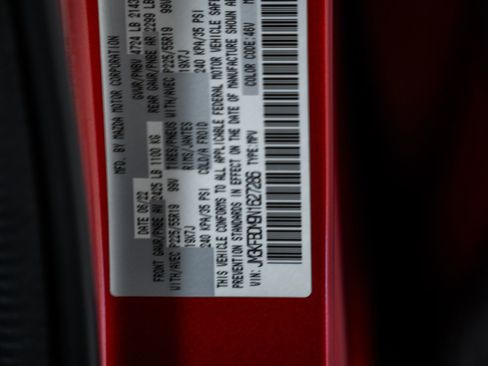 MFD. BY MAZDA MOTOR CORPORATION
DATE 06/22 GVWR/PNBV 4724 LB 2143
FRONT GAWR/PNBE AV 2425 LB 1100 KG REAR GAWR/PNBE AR 2299 LB
WITH/AVEC P225/55R19 99V TIRES/PNEUS WITH/AVEC P225/55R19 99V
19X7J RIMS/JANTES 19X7J
240 KPA/35 PSI COLD/A FROID 240 KPA/35 PSI
THIS VEHICLE CONFORMS TO ALL APPLICABLE FEDERAL MOTOR VEHICLE SAFE
PREVENTION STANDARDS IN EFFECT ON THE DATE OF MANUFACTURE SHOWN AB
VIN: TYPE: MPV COLOR CODE: 46V